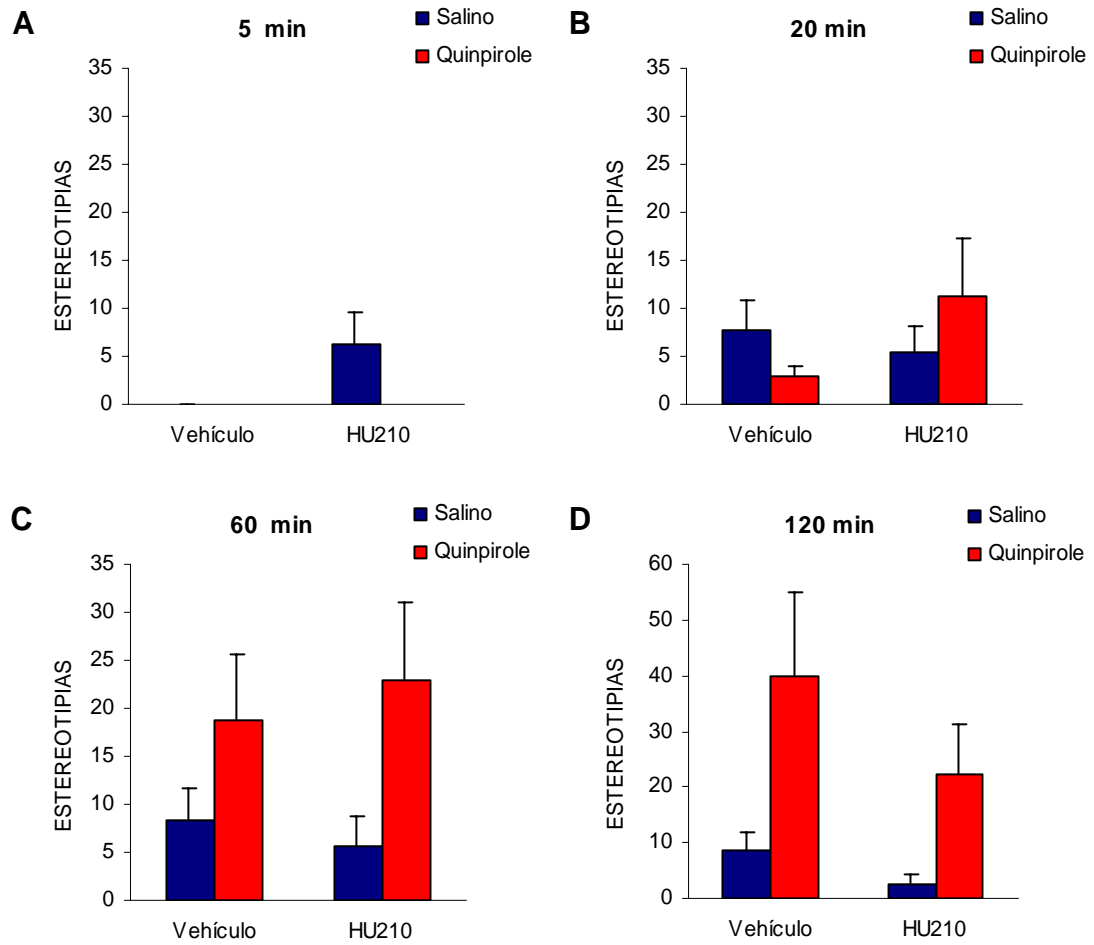 A
5 min
Salino
Quinpirole
35
30
25
20
15
10
5
0
ESTEREOTIPIAS
Vehículo
HU210
B
20 min
Salino
Quinpirole
35
30
25
20
15
10
5
0
ESTEREOTIPIAS
Vehículo
HU210
C
60 min
Salino
Quinpirole
35
30
25
20
15
10
5
0
ESTEREOTIPIAS
Vehículo
HU210
D
120 min
Salino
Quinpirole
60
50
40
30
20
10
0
ESTEREOTIPIAS
Vehículo
HU210